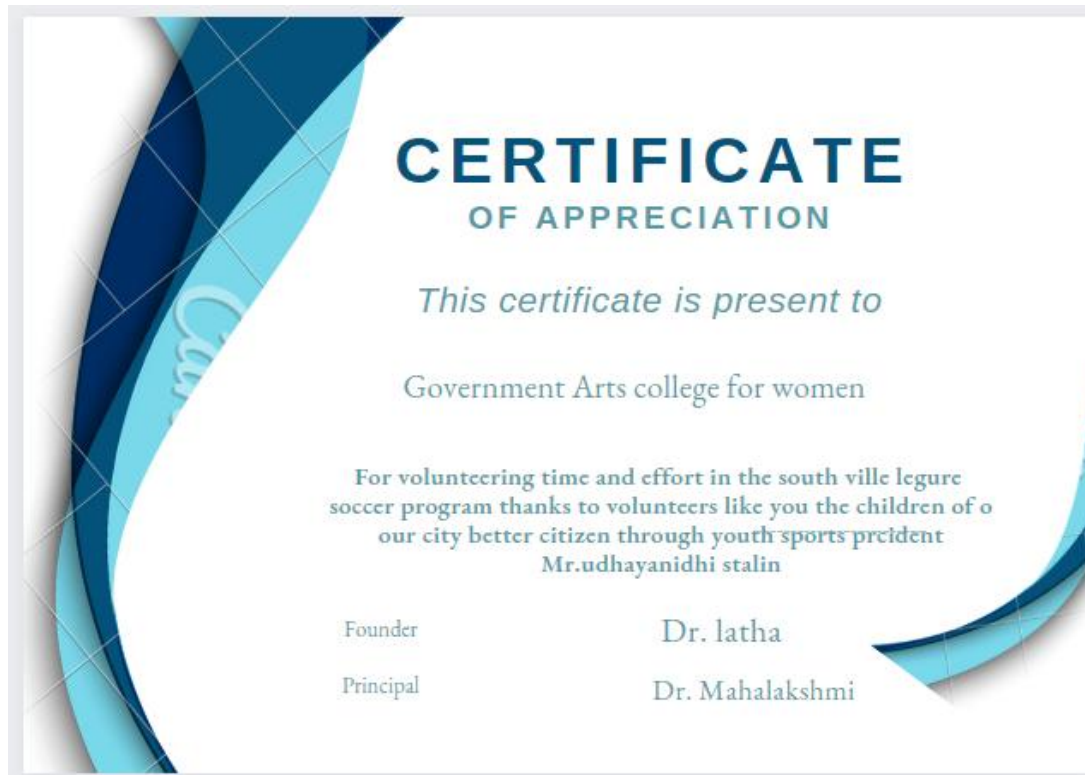 CERTIFICATE
OF APPRECIATION
This certificate is present to
Government Arts college for women
For volunteering time and effort in the south ville legure
soccer program thanks to volunteers like you the children of o
our city better citizen through youth sports prcident
Mr.udhayanidhi stalin
Founder Dr. latha
Principal Dr. Mahalakshmi